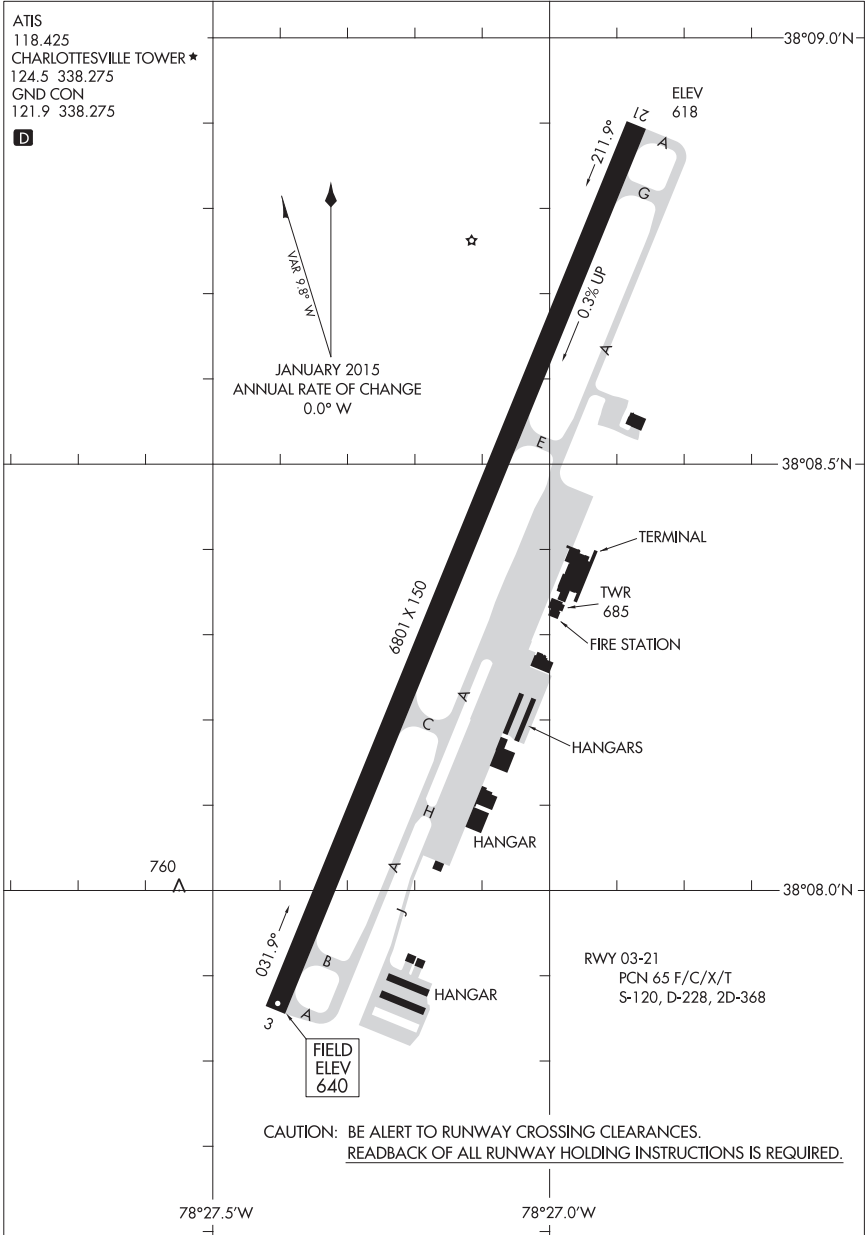 ATIS
118.425
CHARLOTTESVILLE TOWER ★
124.5 338.275
GND CON
121.9 338.275
D
38°09.0'N
ELEV
618
21
A
211.9°
G
VAR 9.8° W
0.3% UP
A
JANUARY 2015
ANNUAL RATE OF CHANGE
0.0° W
E
38°08.5'N
TERMINAL
TWR
685
6801 X 150
FIRE STATION
A
C
HANGARS
H
HANGAR
760
A
38°08.0'N
J
031.9°
B
RWY 03-21
PCN 65 F/C/X/T
S-120, D-228, 2D-368
HANGAR
A
3
FIELD
ELEV
640
CAUTION: BE ALERT TO RUNWAY CROSSING CLEARANCES.
READBACK OF ALL RUNWAY HOLDING INSTRUCTIONS IS REQUIRED.
78°27.5'W
78°27.0'W